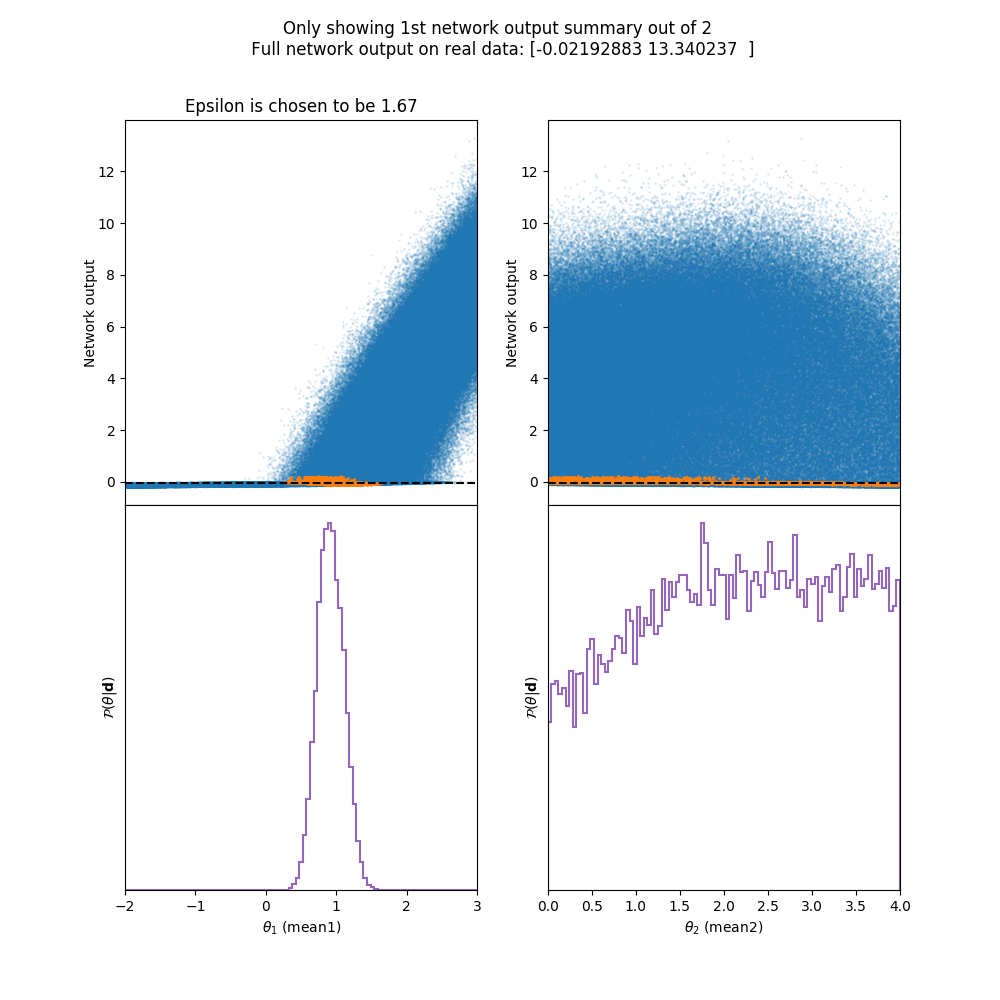 Only showing 1st network output summary out of 2
Full network output on real data: [-0.02192883 13.340237  ]
Epsilon is chosen to be 1.67
Network output
12
10
8
6
4
2
0
Network output
12
10
8
6
4
2
0
𝒫(θ|𝐝)
−2 −1 0 1 2 3
θ₁ (mean1)
𝒫(θ|𝐝)
0.0 0.5 1.0 1.5 2.0 2.5 3.0 3.5 4.0
θ₂ (mean2)